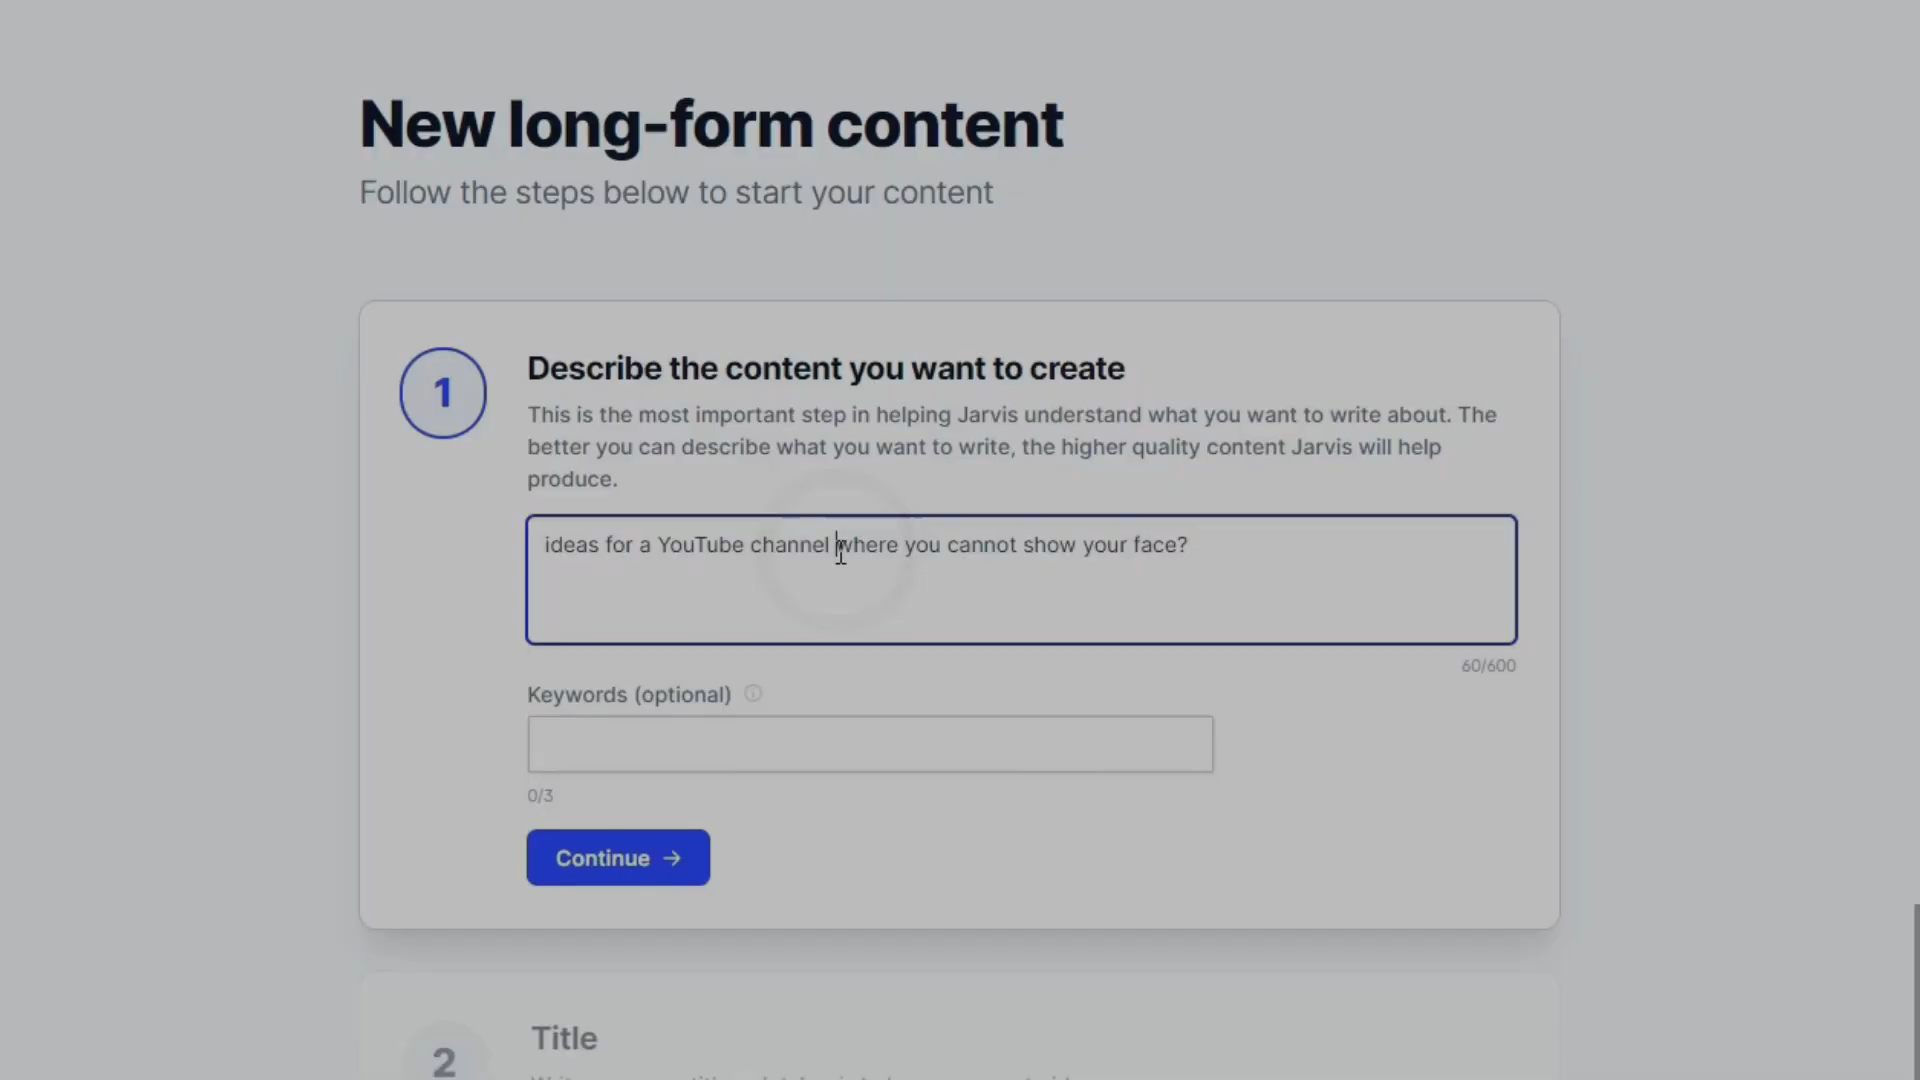 New long-form content
Follow the steps below to start your content
1
Describe the content you want to create
This is the most important step in helping Jarvis understand what you want to write about. The
better you can describe what you want to write, the higher quality content Jarvis will help
produce.
ideas for a YouTube channel where you cannot show your face?
60/600
Keywords (optional)
0/3
Continue →
2
Title